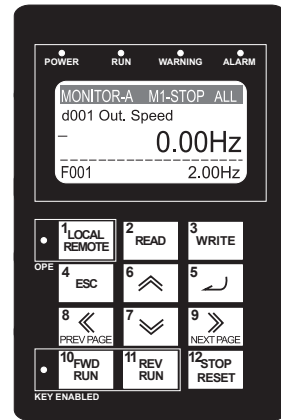 POWER RUN WARNING ALARM
MONITOR-A M1-STOP ALL
d001 Out. Speed
0.00Hz
F001 2.00Hz
1 LOCAL REMOTE
2 READ
3 WRITE
OPE
4 ESC
6
5
8 PREV PAGE
7
9 NEXT PAGE
10 FWD RUN
11 REV RUN
12 STOP RESET
KEY ENABLED